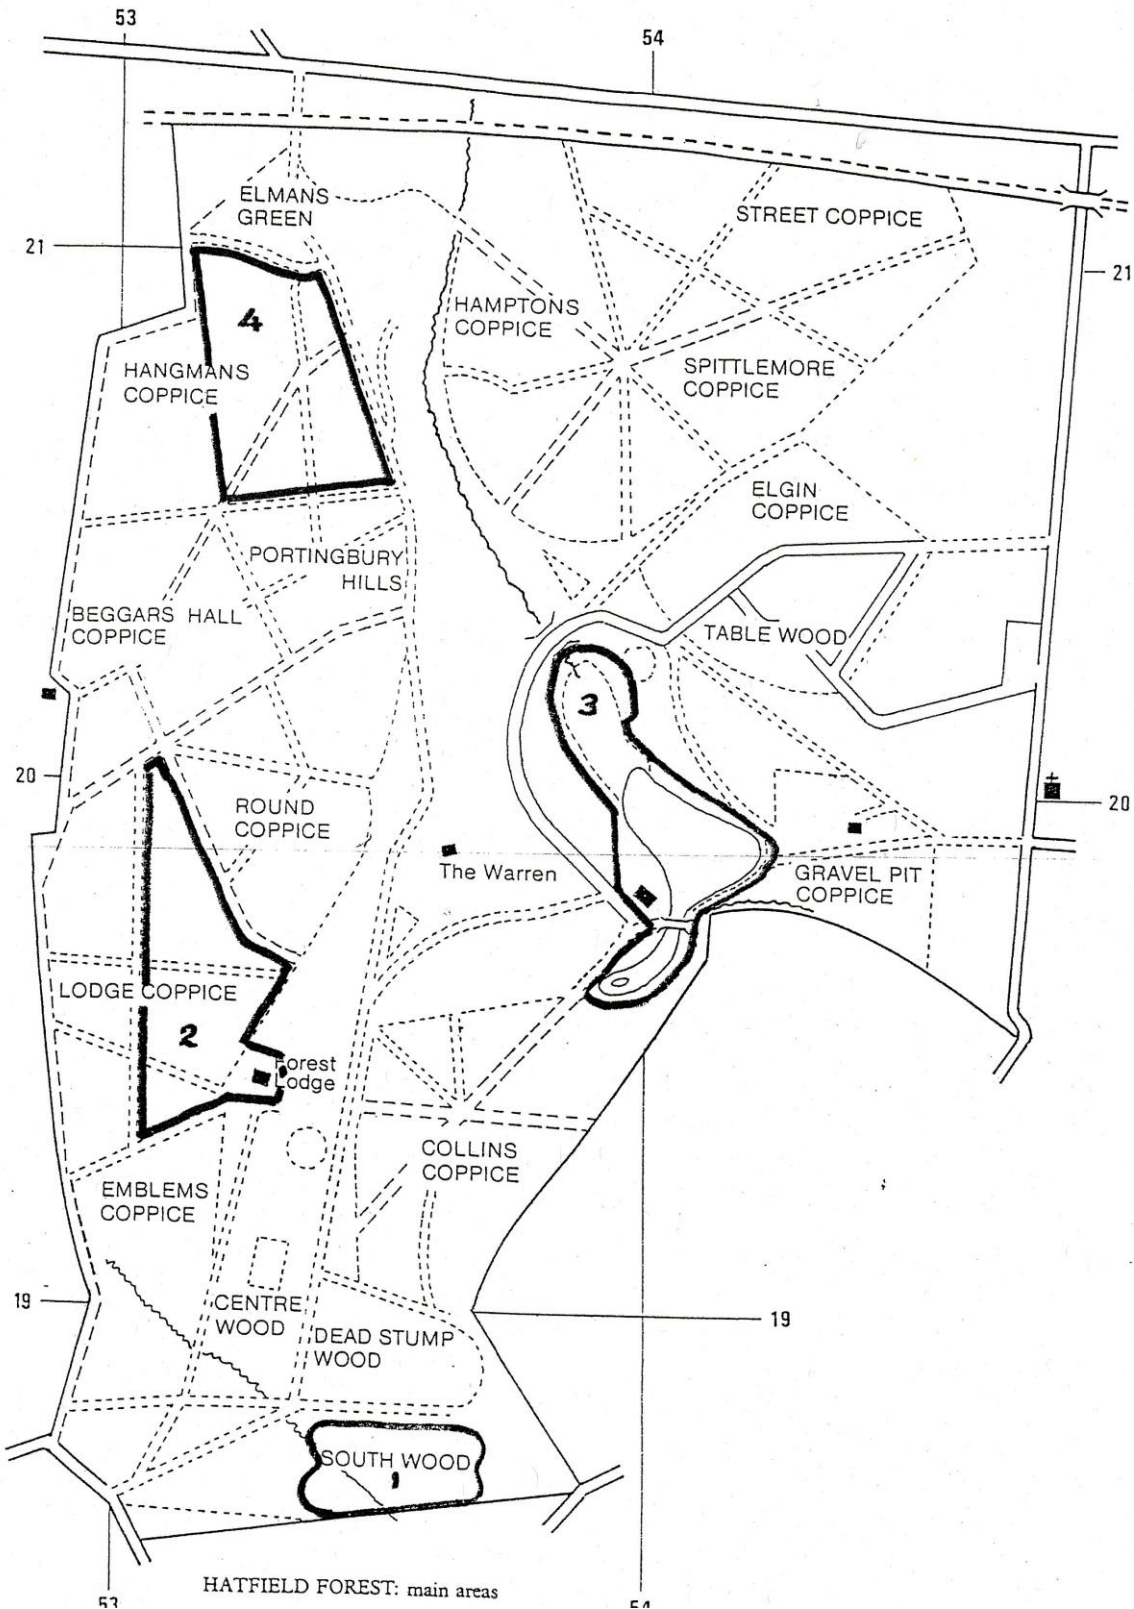 53
54
ELMANS
GREEN
STREET COPPICE
21
21
4
HAMPTONS
COPPICE
HANGMANS
COPPICE
SPITTLEMORE
COPPICE
ELGIN
COPPICE
PORTINGBURY
HILLS
BEGGARS HALL
COPPICE
TABLE WOOD
3
20
20
ROUND
COPPICE
The Warren
GRAVEL PIT
COPPICE
LODGE COPPICE
2
Forest
Lodge
COLLINS
COPPICE
EMBLEMS
COPPICE
19
CENTRE
WOOD
19
DEAD STUMP
WOOD
SOUTH WOOD
1
HATFIELD FOREST: main areas
53
54